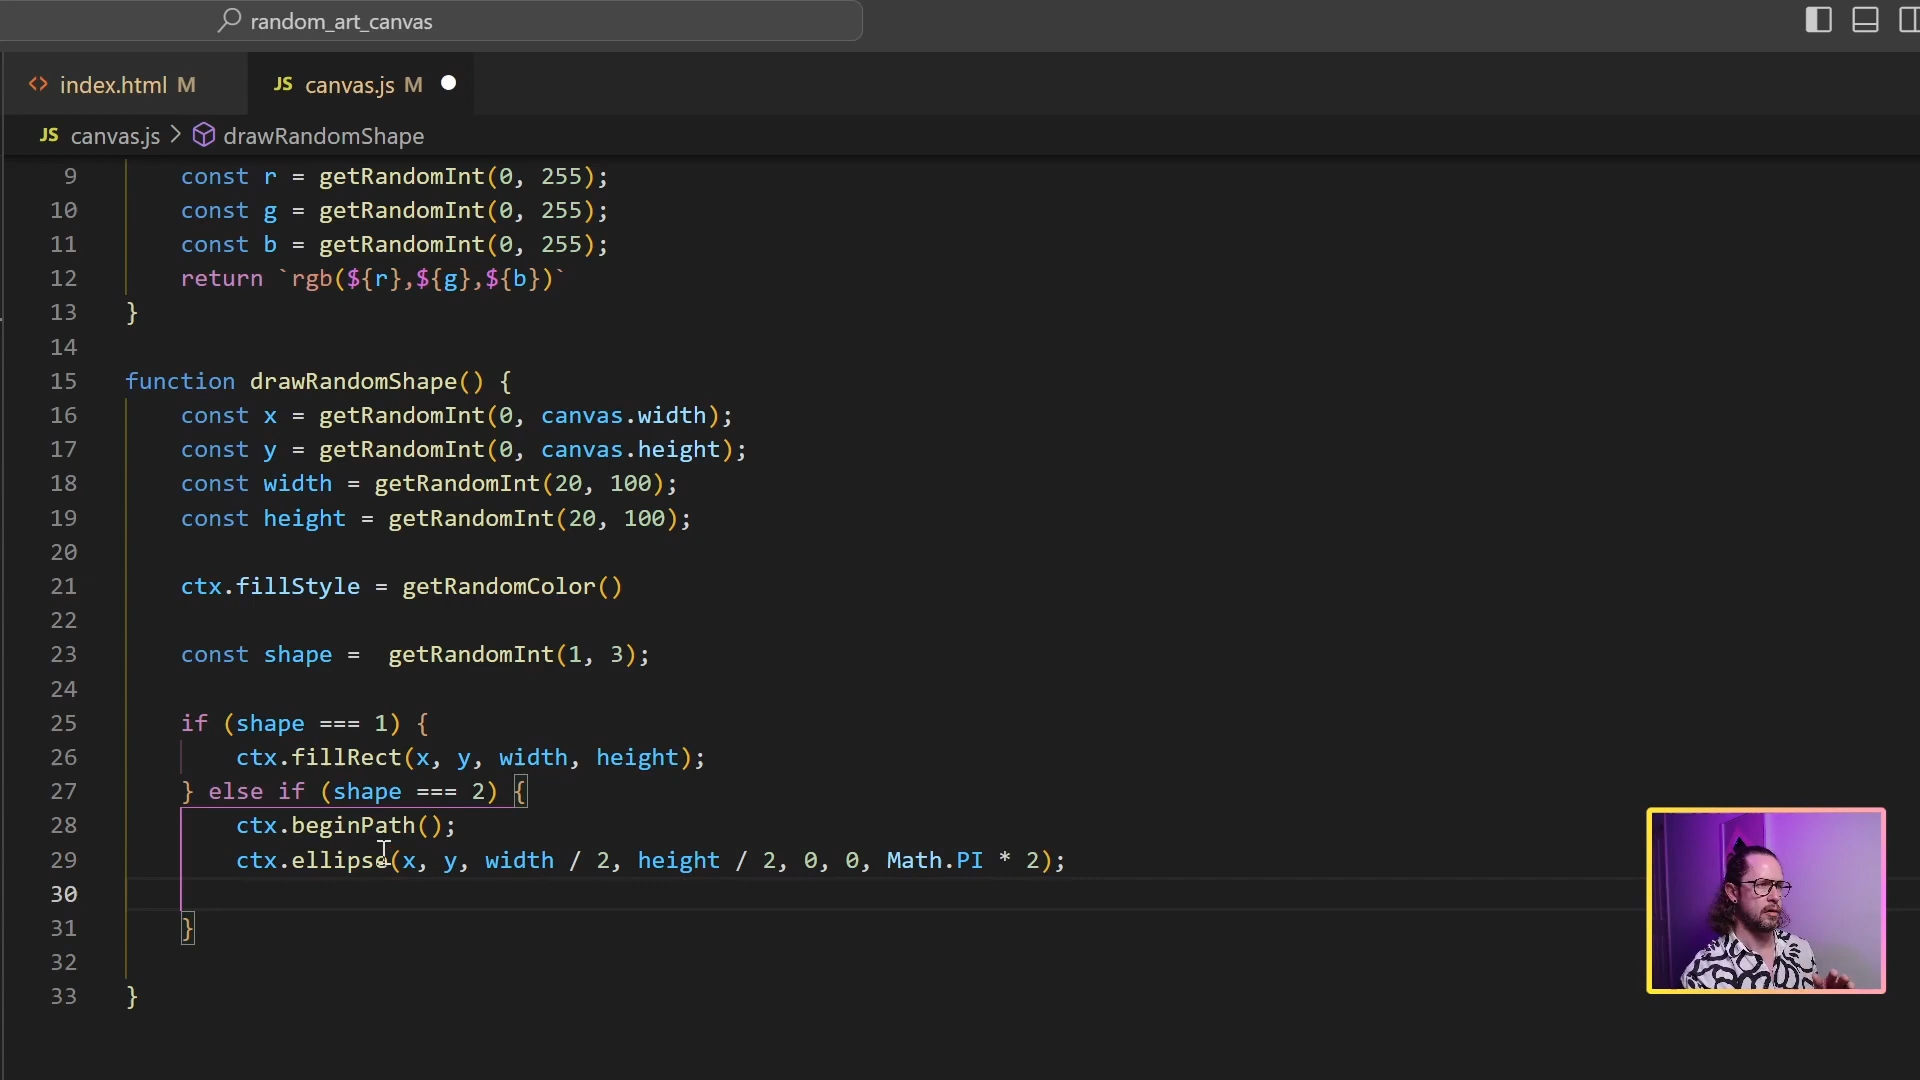 random_art_canvas
<> index.html M
JS canvas.js M
JS canvas.js > drawRandomShape
9 const r = getRandomInt(0, 255);
10 const g = getRandomInt(0, 255);
11 const b = getRandomInt(0, 255);
12 return `rgb(${r},${g},${b})`
13 }
14
15 function drawRandomShape() {
16 const x = getRandomInt(0, canvas.width);
17 const y = getRandomInt(0, canvas.height);
18 const width = getRandomInt(20, 100);
19 const height = getRandomInt(20, 100);
20
21 ctx.fillStyle = getRandomColor()
22
23 const shape =  getRandomInt(1, 3);
24
25 if (shape === 1) {
26 ctx.fillRect(x, y, width, height);
27 } else if (shape === 2) {
28 ctx.beginPath();
29 ctx.ellipse(x, y, width / 2, height / 2, 0, 0, Math.PI * 2);
30
31 }
32
33 }